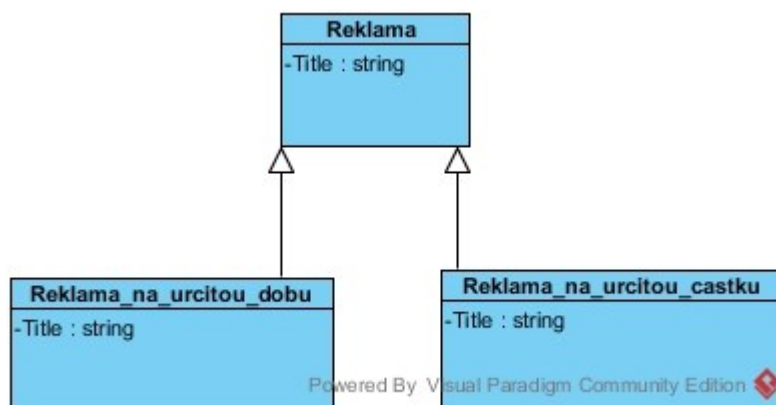 Reklama
-Title : string
Reklama_na_urcitou_dobu
-Title : string
Reklama_na_urcitou_castku
-Title : string
Powered By Visual Paradigm Community Edition